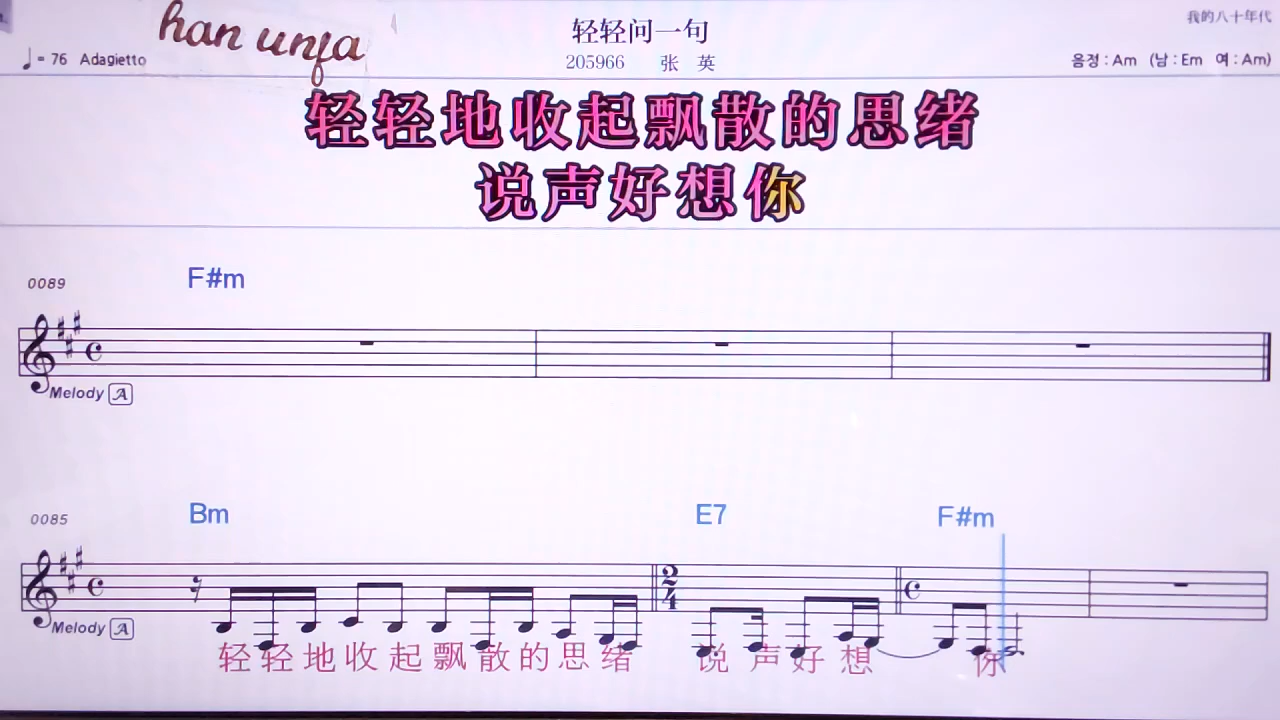 han unfa
轻轻问一句
我的八十年代
♩= 76 Adagietto
205966 张 英
음정 : Am (남 : Em 여 : Am)
轻轻地收起飘散的思绪
说声好想你
0089 F#m
Melody A
0085 Bm E7 F#m
2
4
Melody A
轻轻地收起飘散的思绪 说声好想 你